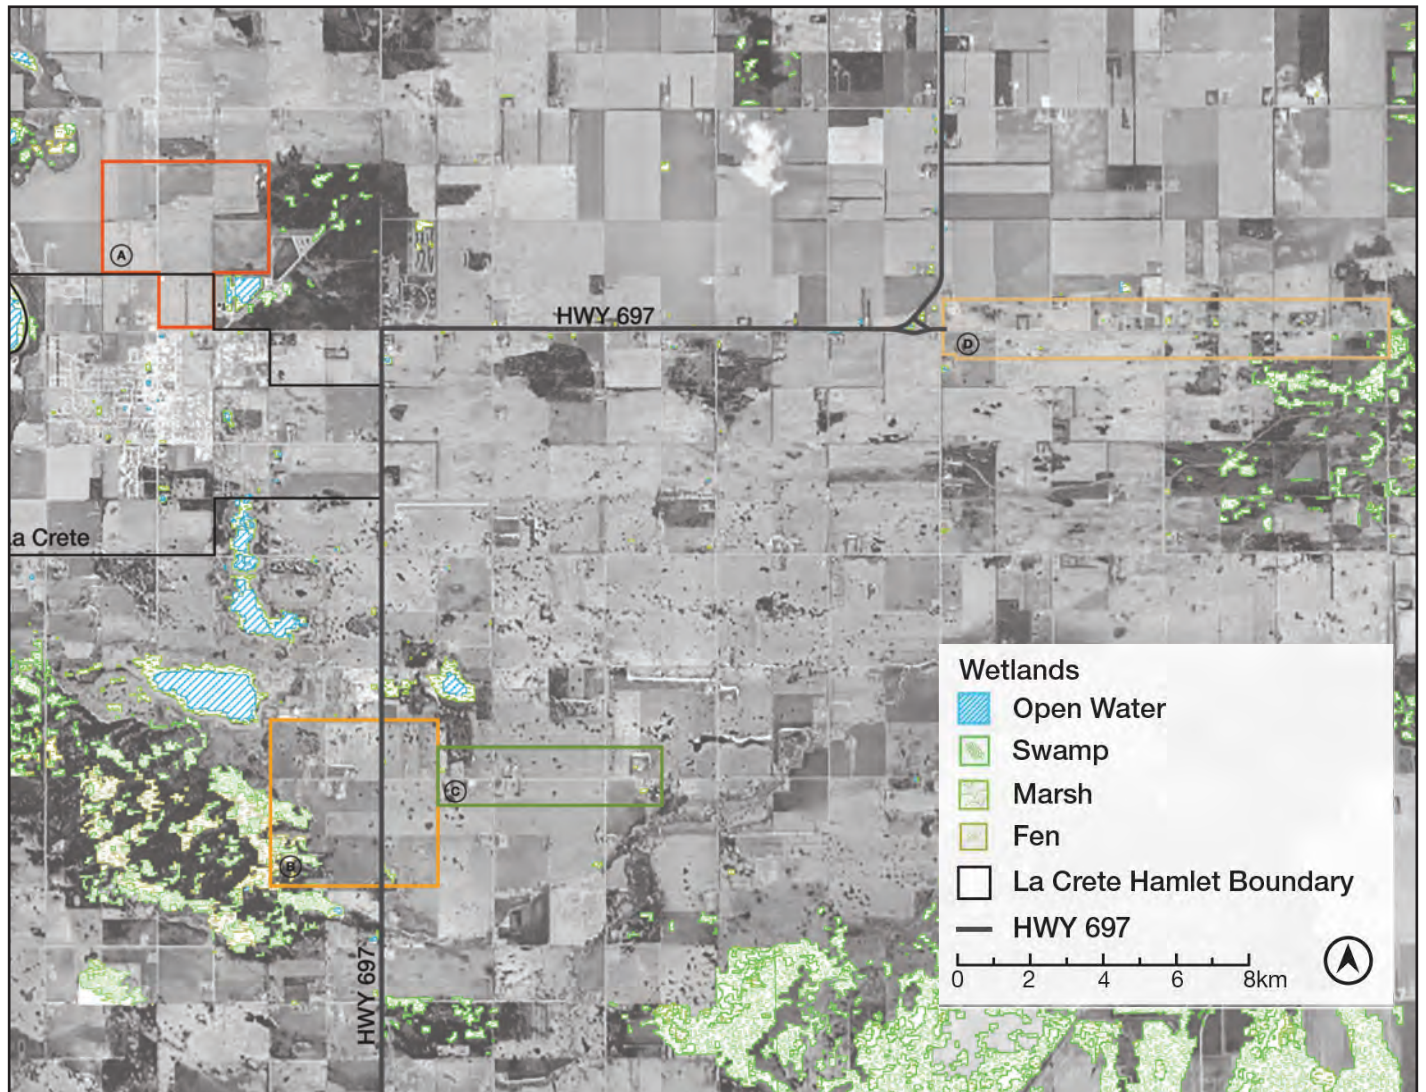 A
HWY 697
D
a Crete
C
B
HWY 697
Wetlands
Open Water
Swamp
Marsh
Fen
La Crete Hamlet Boundary
HWY 697
0 2 4 6 8km